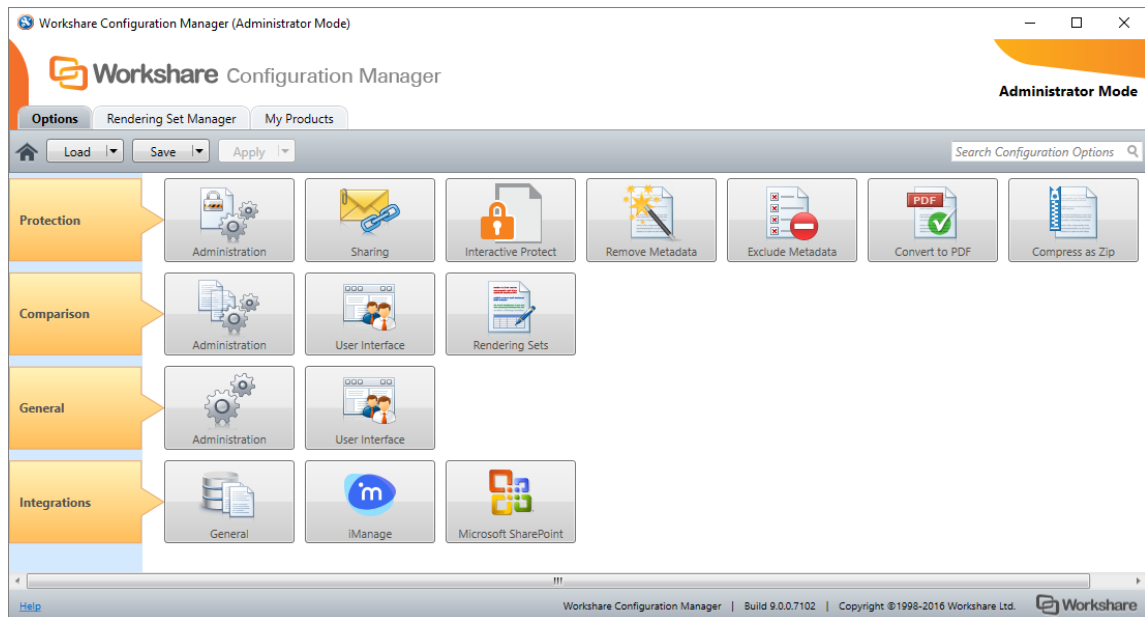 Workshare Configuration Manager (Administrator Mode)
Workshare Configuration Manager
Administrator Mode
Options Rendering Set Manager My Products
Load Save Apply Search Configuration Options
Protection
Administration Sharing Interactive Protect Remove Metadata Exclude Metadata PDF Convert to PDF Compress as Zip
Comparison
Administration User Interface Rendering Sets
General
Administration User Interface
Integrations
General m iManage Microsoft SharePoint
Help Workshare Configuration Manager | Build 9.0.0.7102 | Copyright ©1998-2016 Workshare Ltd. Workshare